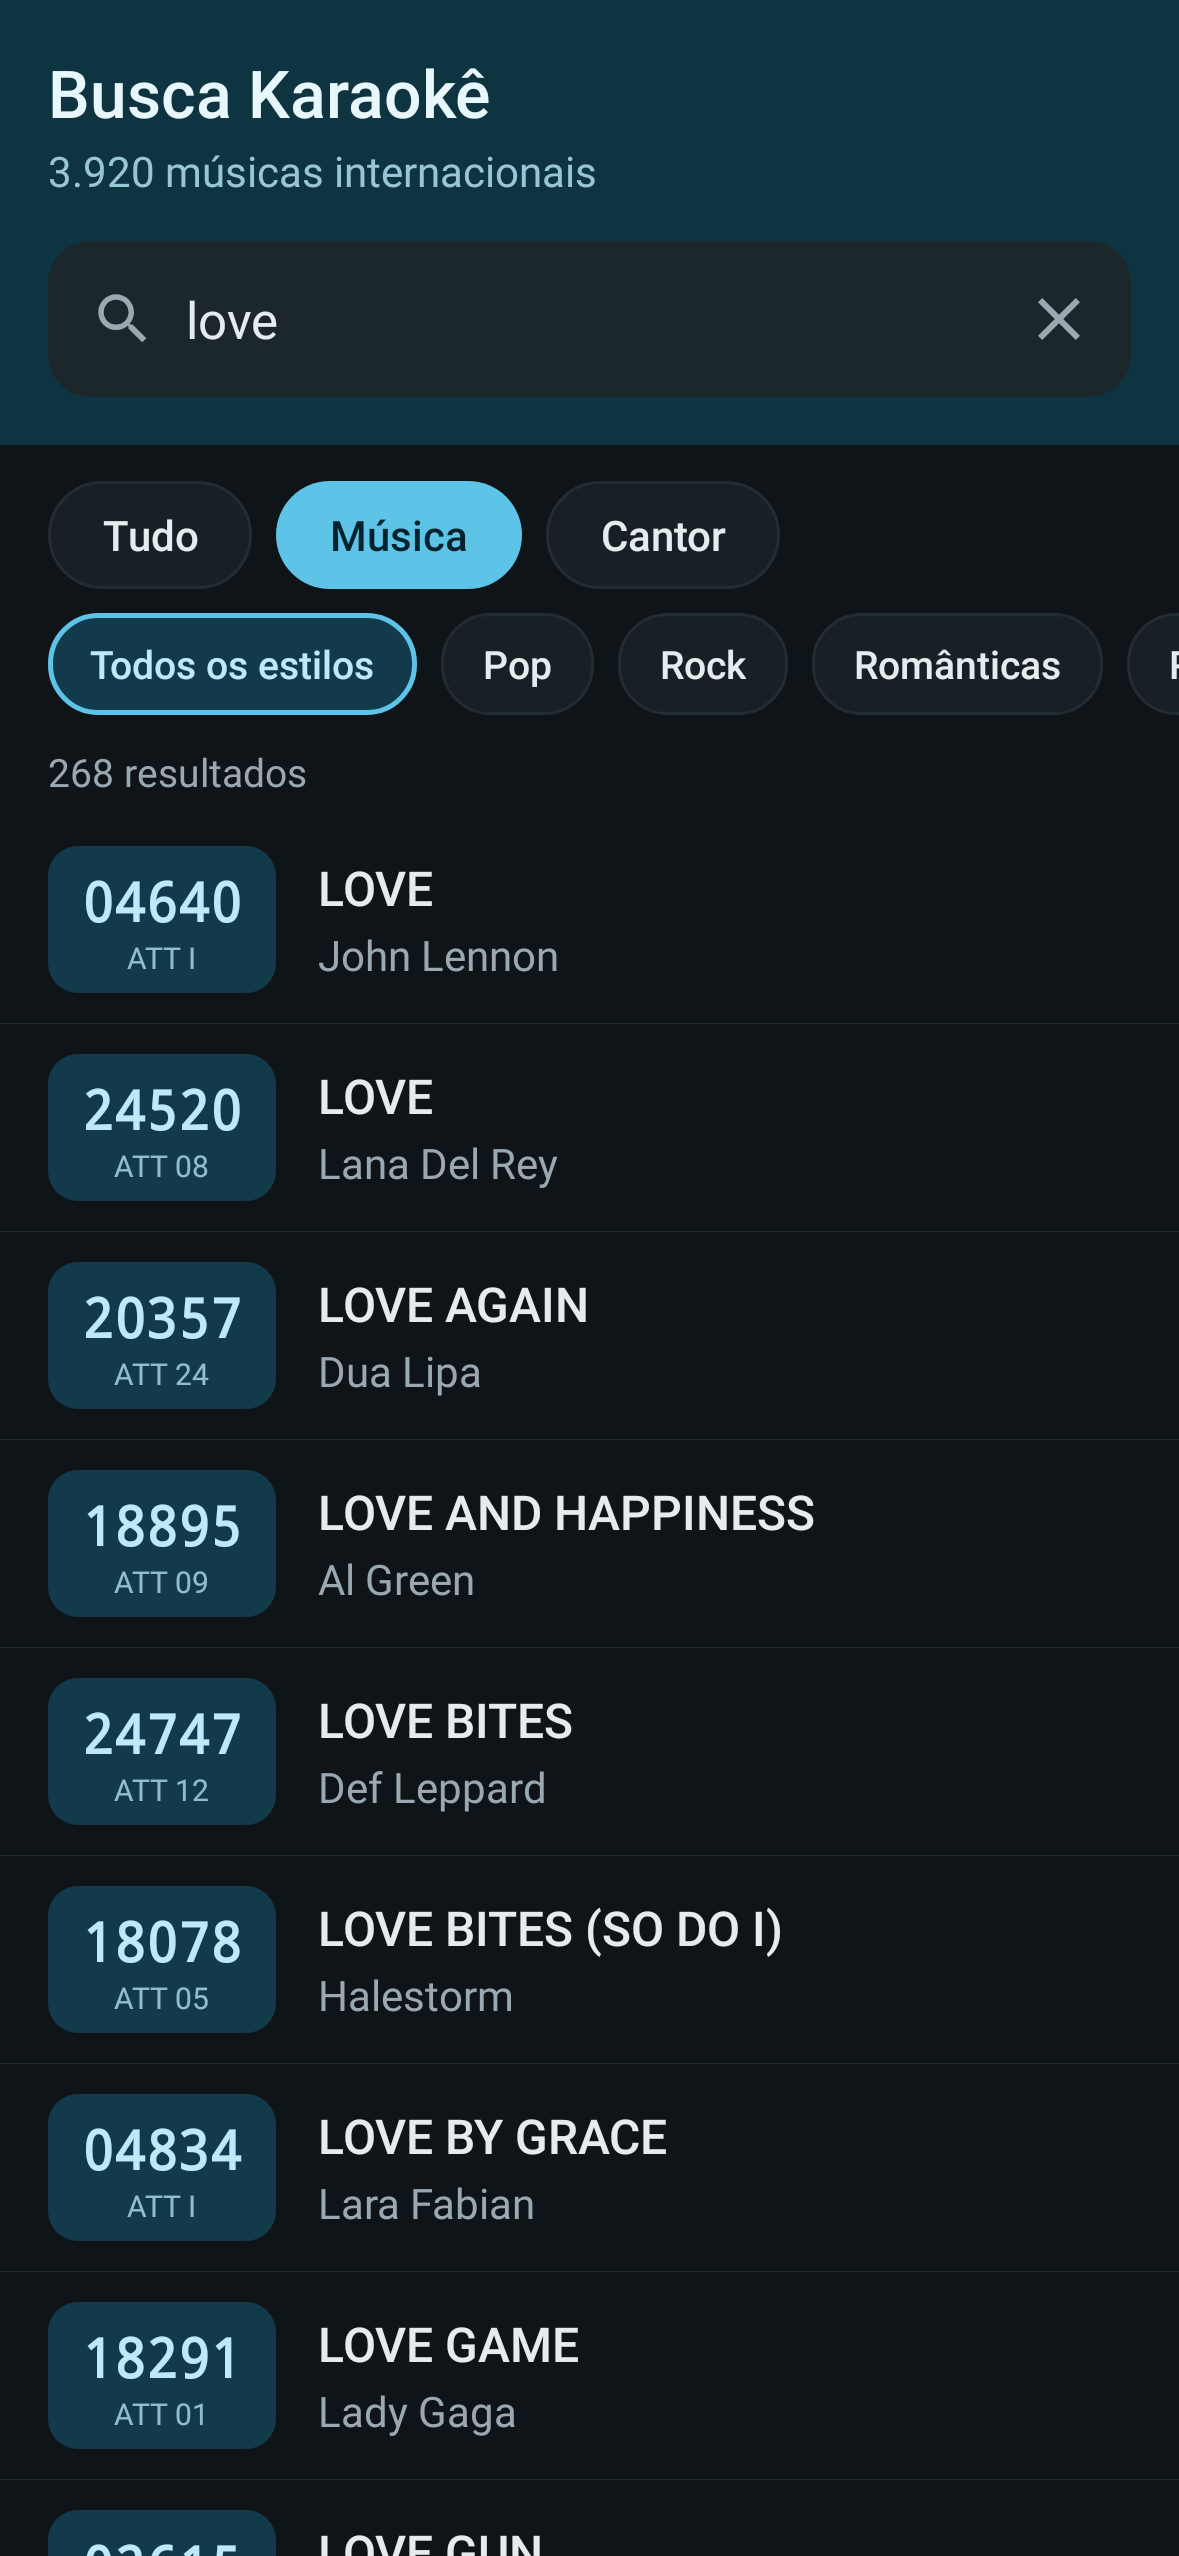 Busca Karaokê
3.920 músicas internacionais
love
Tudo
Música
Cantor
Todos os estilos
Pop
Rock
Românticas
268 resultados
04640
ATT I
LOVE
John Lennon
24520
ATT 08
LOVE
Lana Del Rey
20357
ATT 24
LOVE AGAIN
Dua Lipa
18895
ATT 09
LOVE AND HAPPINESS
Al Green
24747
ATT 12
LOVE BITES
Def Leppard
18078
ATT 05
LOVE BITES (SO DO I)
Halestorm
04834
ATT I
LOVE BY GRACE
Lara Fabian
18291
ATT 01
LOVE GAME
Lady Gaga
LOVE GUN